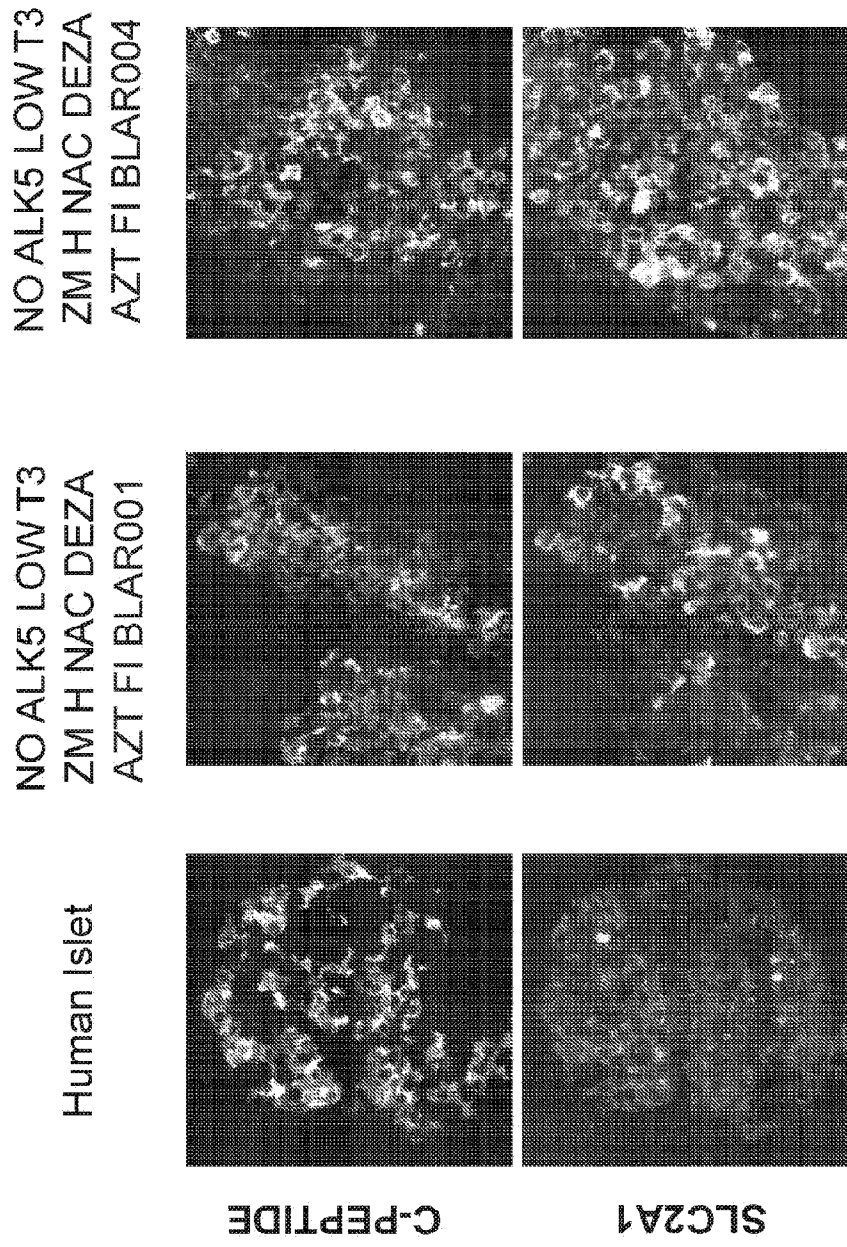 Human Islet
NO ALK5 LOW T3
ZM H NAC DEZA
AZT FI BLAR001
NO ALK5 LOW T3
ZM H NAC DEZA
AZT FI BLAR004
C-PEPTIDE
SLC2A1